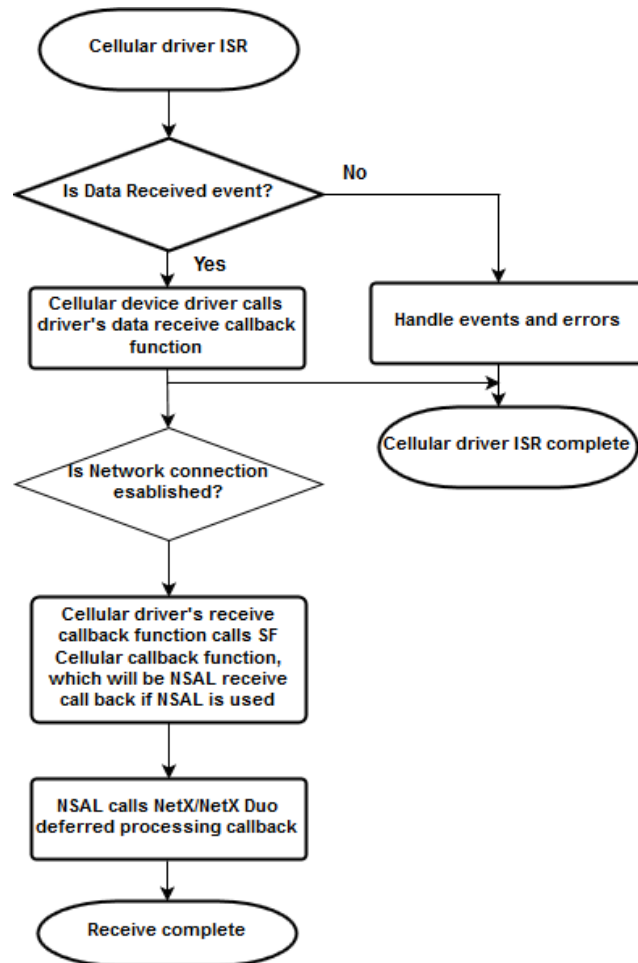 Cellular driver ISR
Is Data Received event?
No
Yes
Cellular device driver calls
driver's data receive callback
function
Handle events and errors
Cellular driver ISR complete
Is Network connection
esablished?
Cellular driver's receive
callback function calls SF
Cellular callback function,
which will be NSAL receive
call back if NSAL is used
NSAL calls NetX/NetX Duo
deferred processing callback
Receive complete